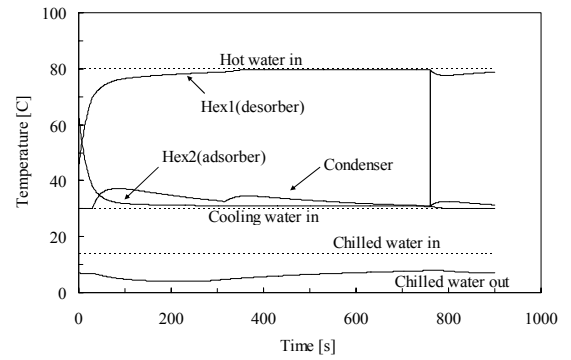 100
80
60
40
20
0
Temperature [C]
Hot water in
Hex1(desorber)
Hex2(adsorber)
Condenser
Cooling water in
Chilled water in
Chilled water out
0 200 400 600 800 1000
Time [s]